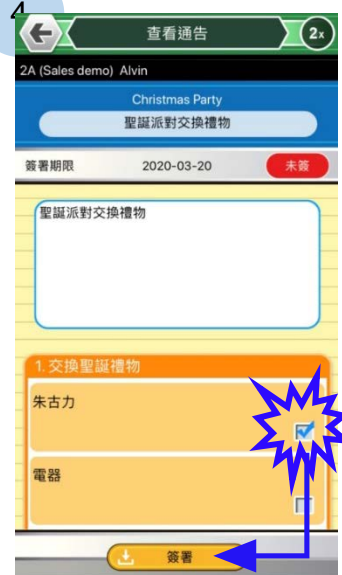 4
查看通告
2x
2A (Sales demo) Alvin
Christmas Party
聖誕派對交換禮物
簽署期限 2020-03-20 未簽
聖誕派對交換禮物
1. 交換聖誕禮物
朱古力
電器
簽署